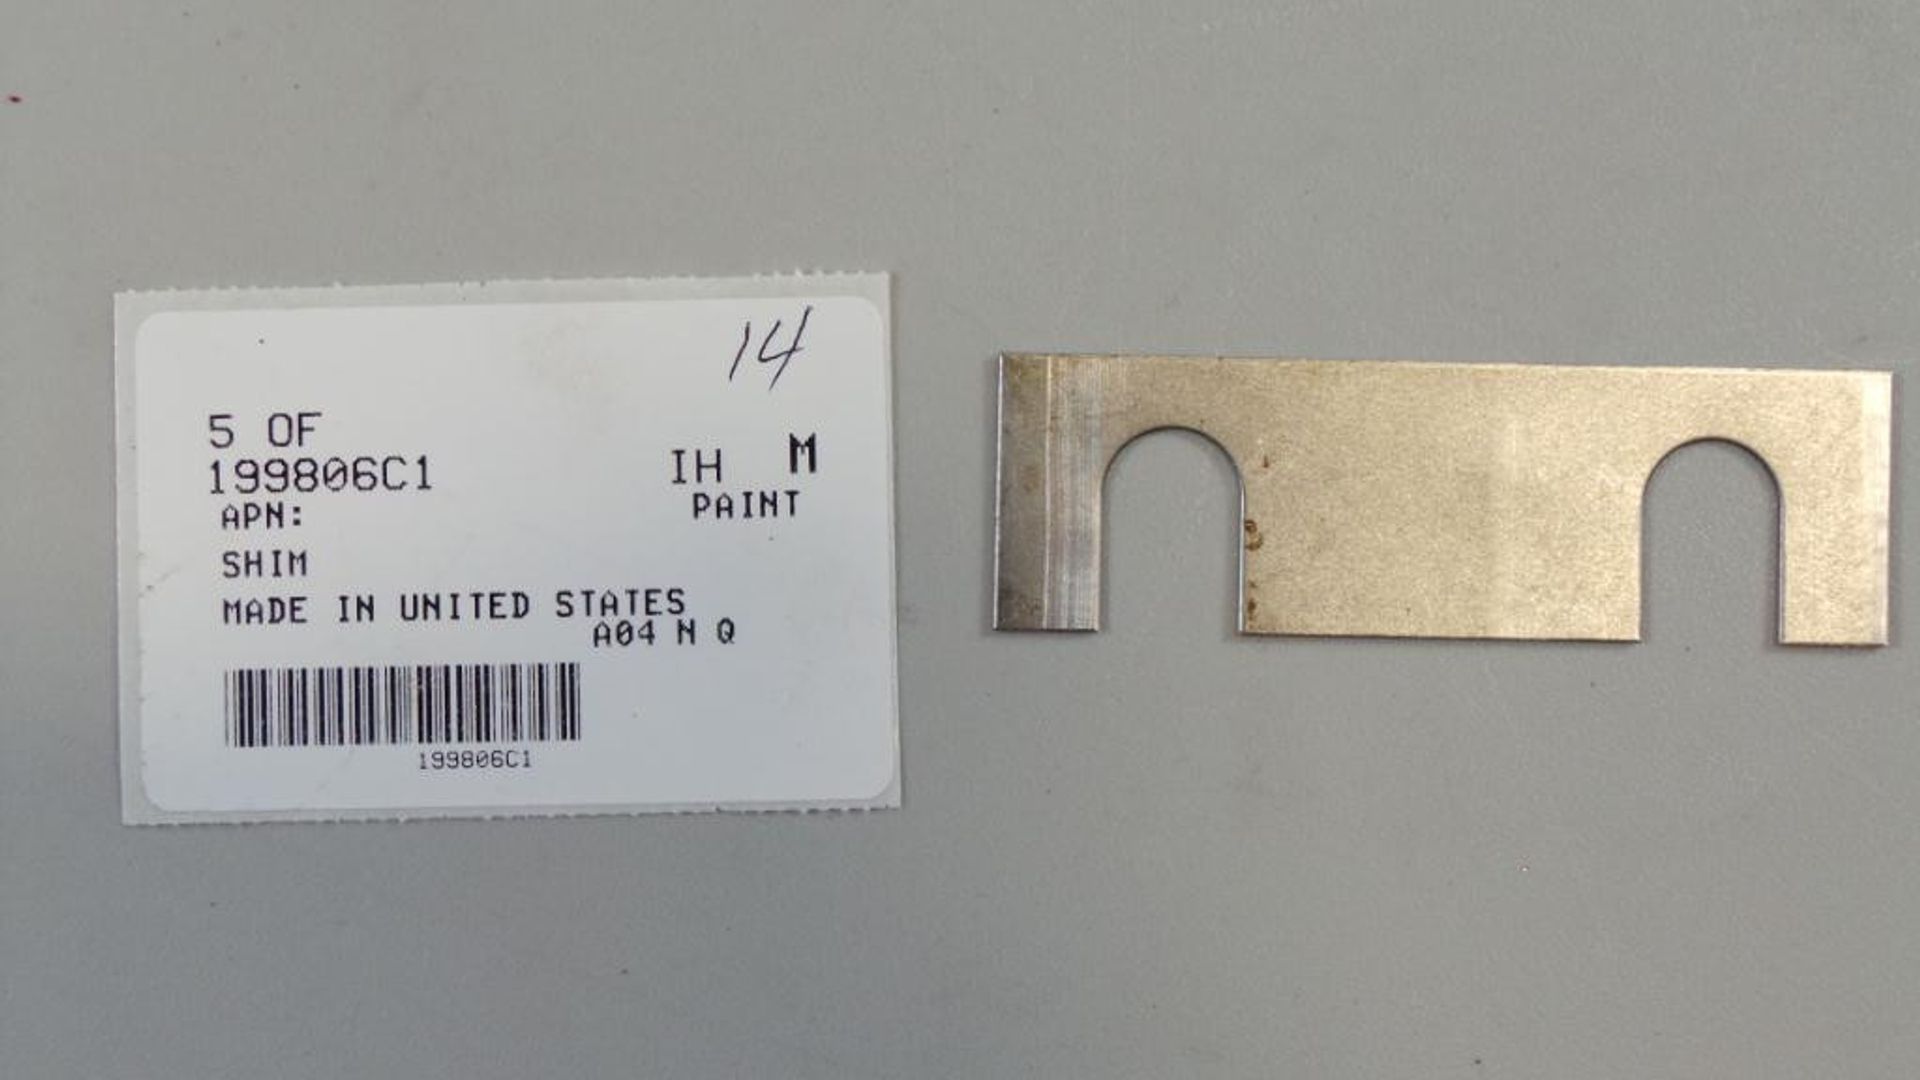 14
5 OF
199806C1 IH M
APN: PAINT
SHIM
MADE IN UNITED STATES
A04 N Q
199806C1